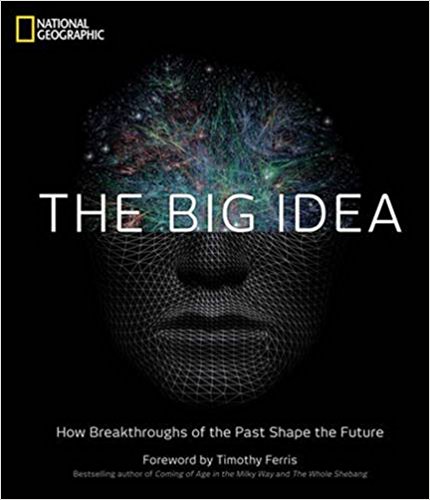 NATIONAL
GEOGRAPHIC
THE BIG IDEA
How Breakthroughs of the Past Shape the Future
Foreword by Timothy Ferris
Bestselling author of Coming of Age in the Milky Way and The Whole Shebang